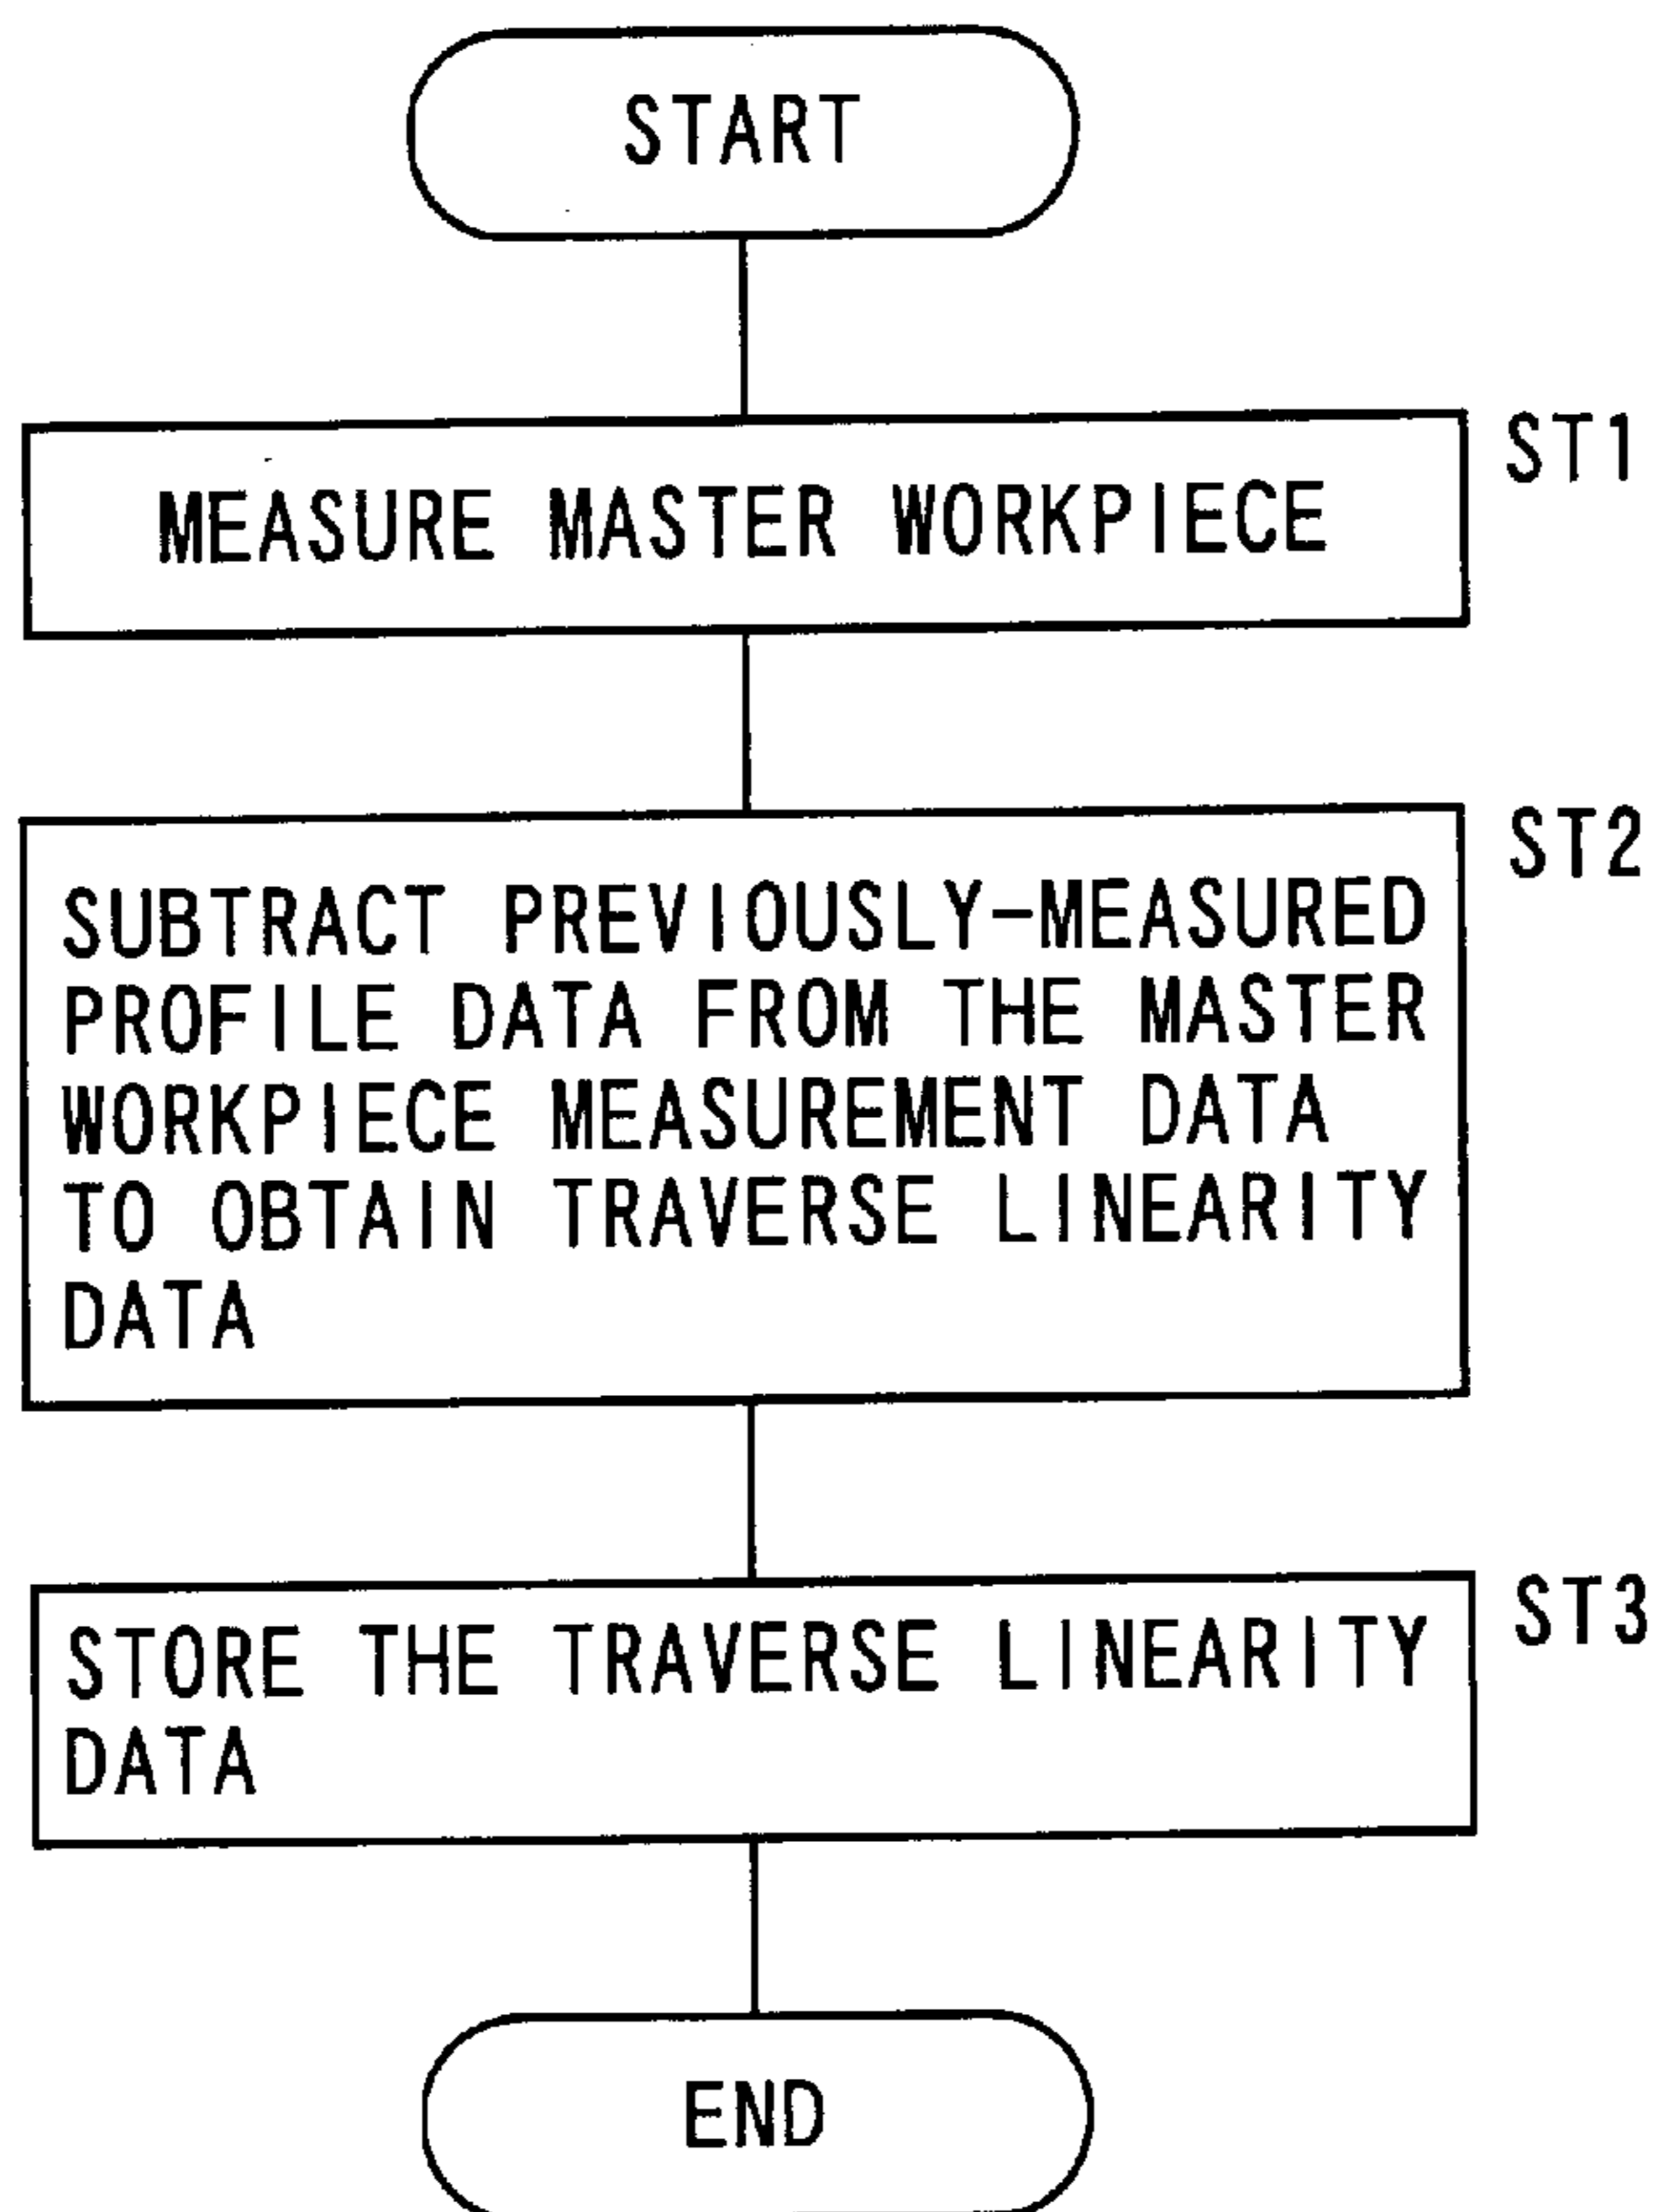 START
ST1
MEASURE MASTER WORKPIECE
ST2
SUBTRACT PREVIOUSLY-MEASURED
PROFILE DATA FROM THE MASTER
WORKPIECE MEASUREMENT DATA
TO OBTAIN TRAVERSE LINEARITY
DATA
ST3
STORE THE TRAVERSE LINEARITY
DATA
END